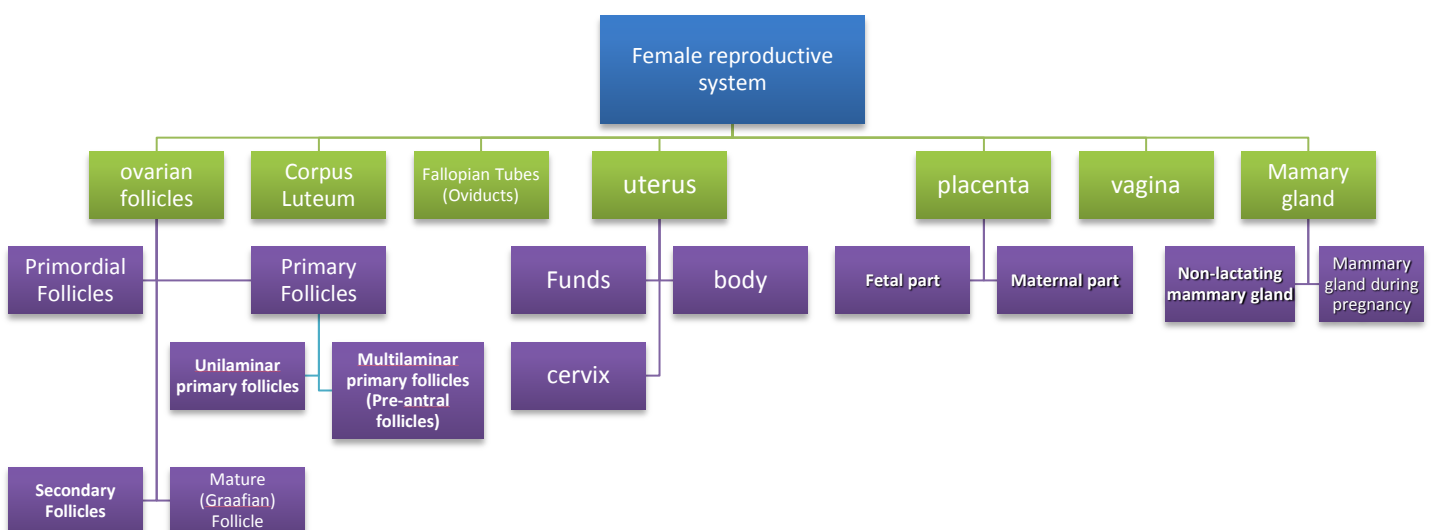 Female reproductive
system
ovarian
follicles
Corpus
Luteum
Fallopian Tubes
(Oviducts)
uterus
placenta
vagina
Mamary
gland
Primordial
Follicles
Primary
Follicles
Funds
body
Fetal part
Maternal part
Non-lactating
mammary gland
Mammary
gland during
pregnancy
Unilaminar
primary follicles
Multilaminar
primary follicles
(Pre-antral
follicles)
cervix
Secondary
Follicles
Mature
(Graafian)
Follicle